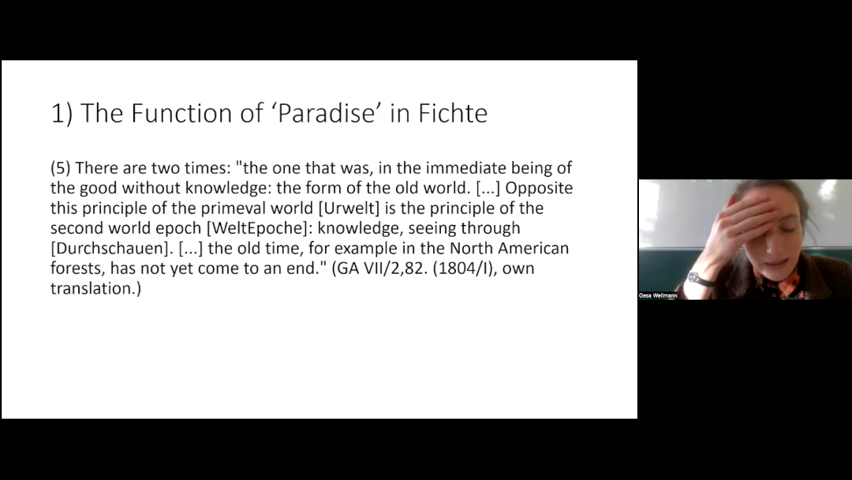 1) The Function of ‘Paradise’ in Fichte
(5) There are two times: "the one that was, in the immediate being of
the good without knowledge: the form of the old world. [...] Opposite
this principle of the primeval world [Urwelt] is the principle of the
second world epoch [WeltEpoche]: knowledge, seeing through
[Durchschauen]. [...] the old time, for example in the North American
forests, has not yet come to an end." (GA VII/2,82. (1804/I), own
translation.)
Gesa Wellmann